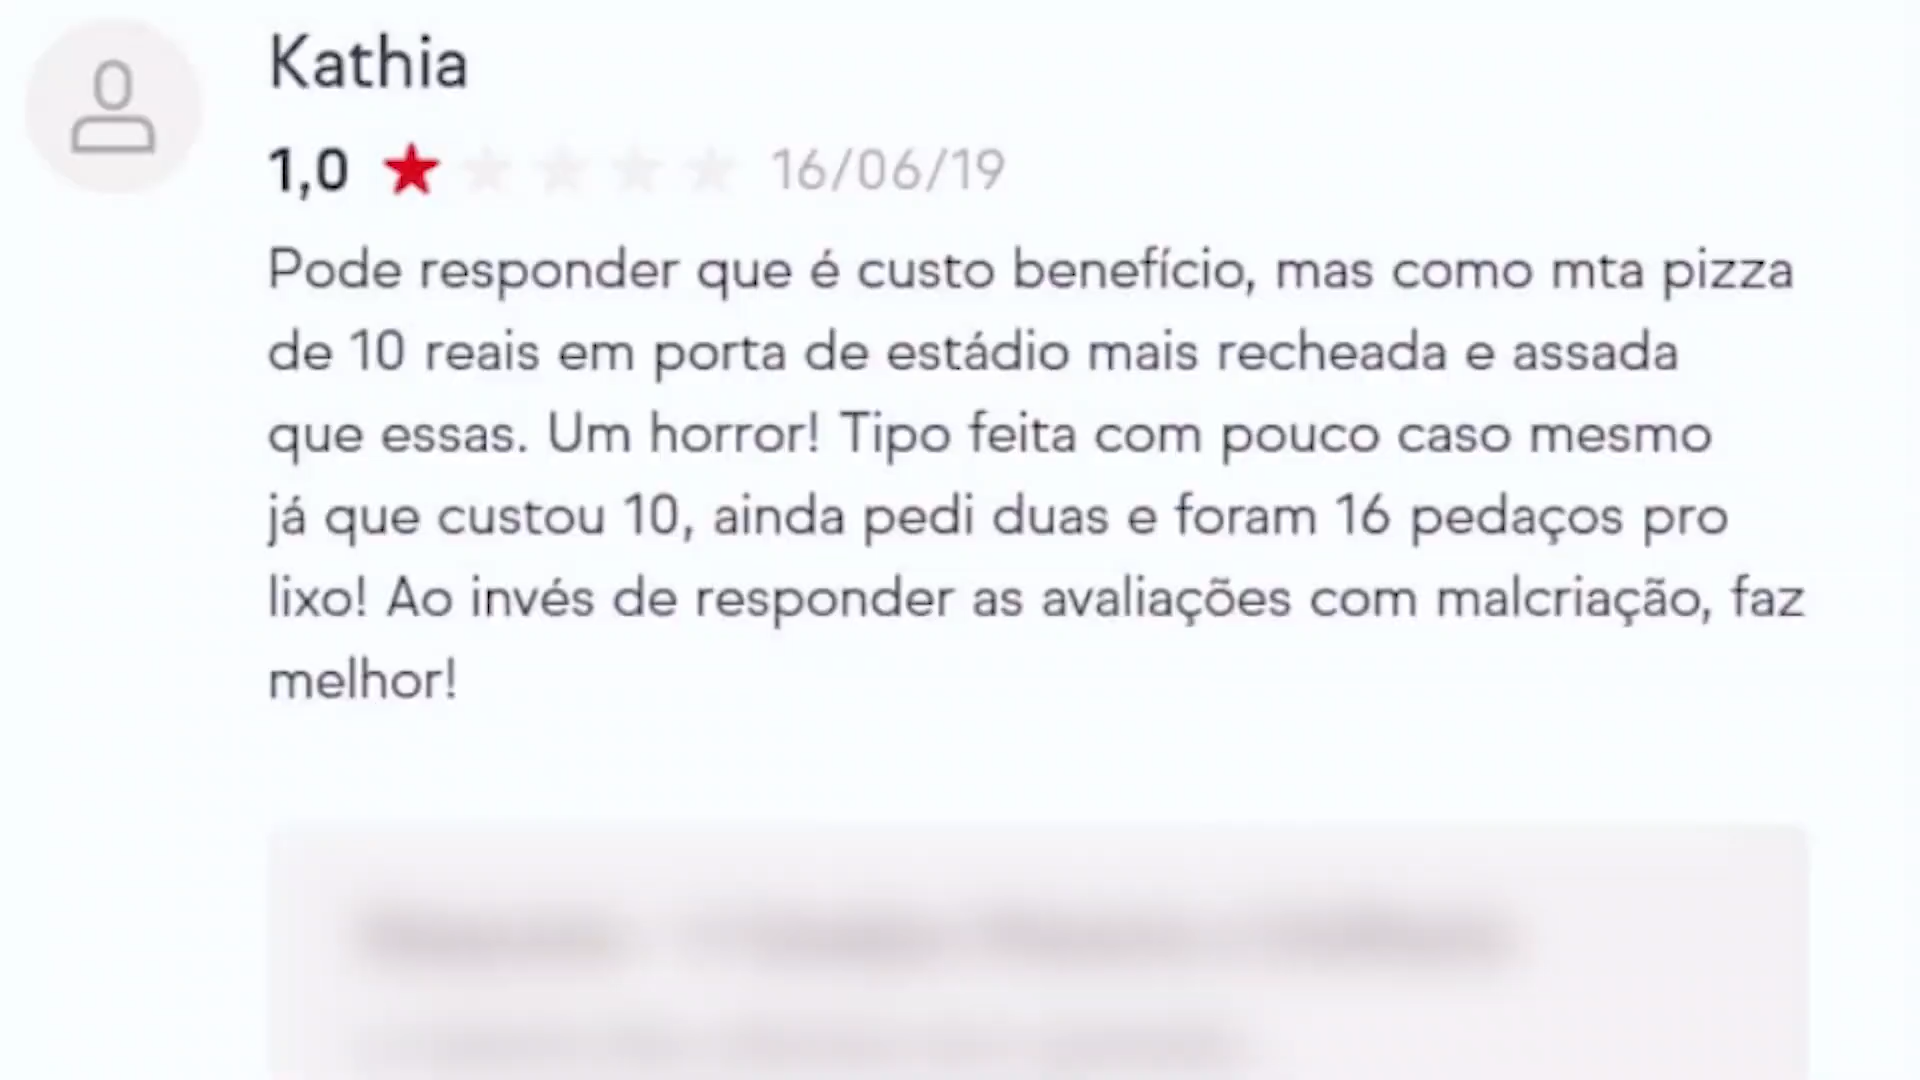 Kathia
1,0 16/06/19
Pode responder que é custo benefício, mas como mta pizza
de 10 reais em porta de estádio mais recheada e assada
que essas. Um horror! Tipo feita com pouco caso mesmo
já que custou 10, ainda pedi duas e foram 16 pedaços pro
lixo! Ao invés de responder as avaliações com malcriação, faz
melhor!